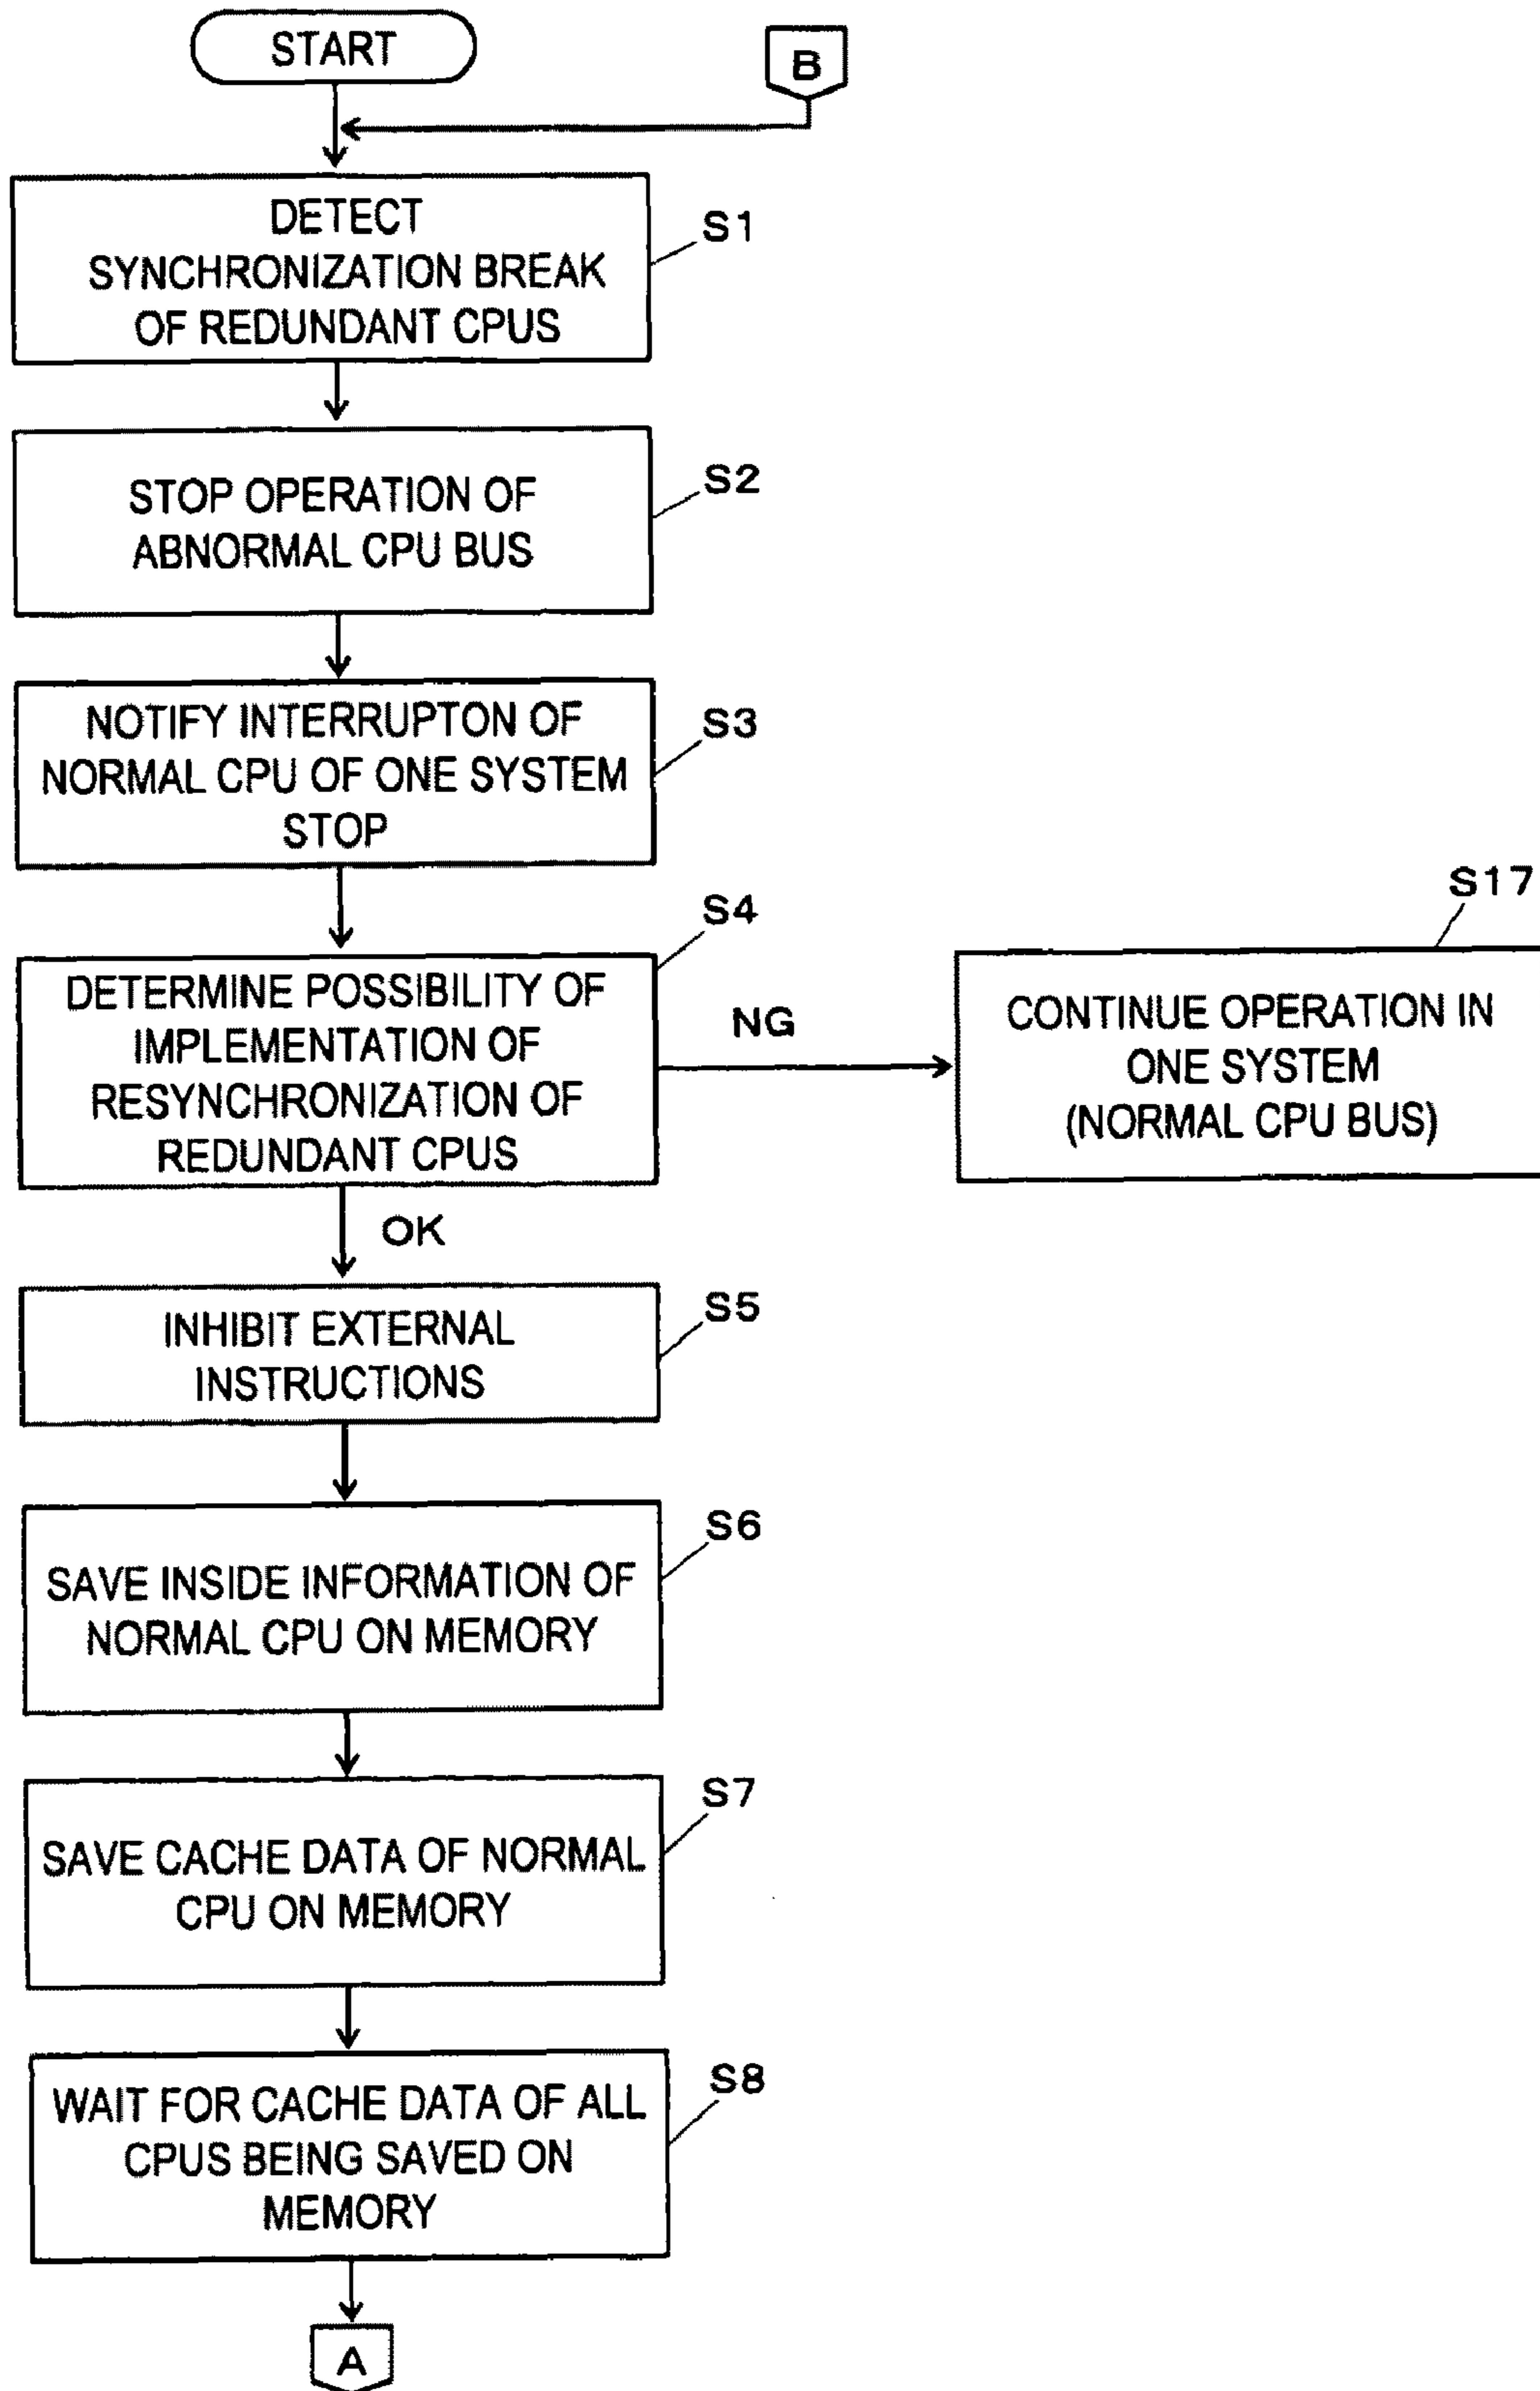 START
B
DETECT
SYNCHRONIZATION BREAK
OF REDUNDANT CPUS
S1
STOP OPERATION OF
ABNORMAL CPU BUS
S2
NOTIFY INTERRUPTON OF
NORMAL CPU OF ONE SYSTEM
STOP
S3
DETERMINE POSSIBILITY OF
IMPLEMENTATION OF
RESYNCHRONIZATION OF
REDUNDANT CPUS
S4
NG
S17
CONTINUE OPERATION IN
ONE SYSTEM
(NORMAL CPU BUS)
OK
INHIBIT EXTERNAL
INSTRUCTIONS
S5
SAVE INSIDE INFORMATION OF
NORMAL CPU ON MEMORY
S6
SAVE CACHE DATA OF NORMAL
CPU ON MEMORY
S7
WAIT FOR CACHE DATA OF ALL
CPUS BEING SAVED ON
MEMORY
S8
A